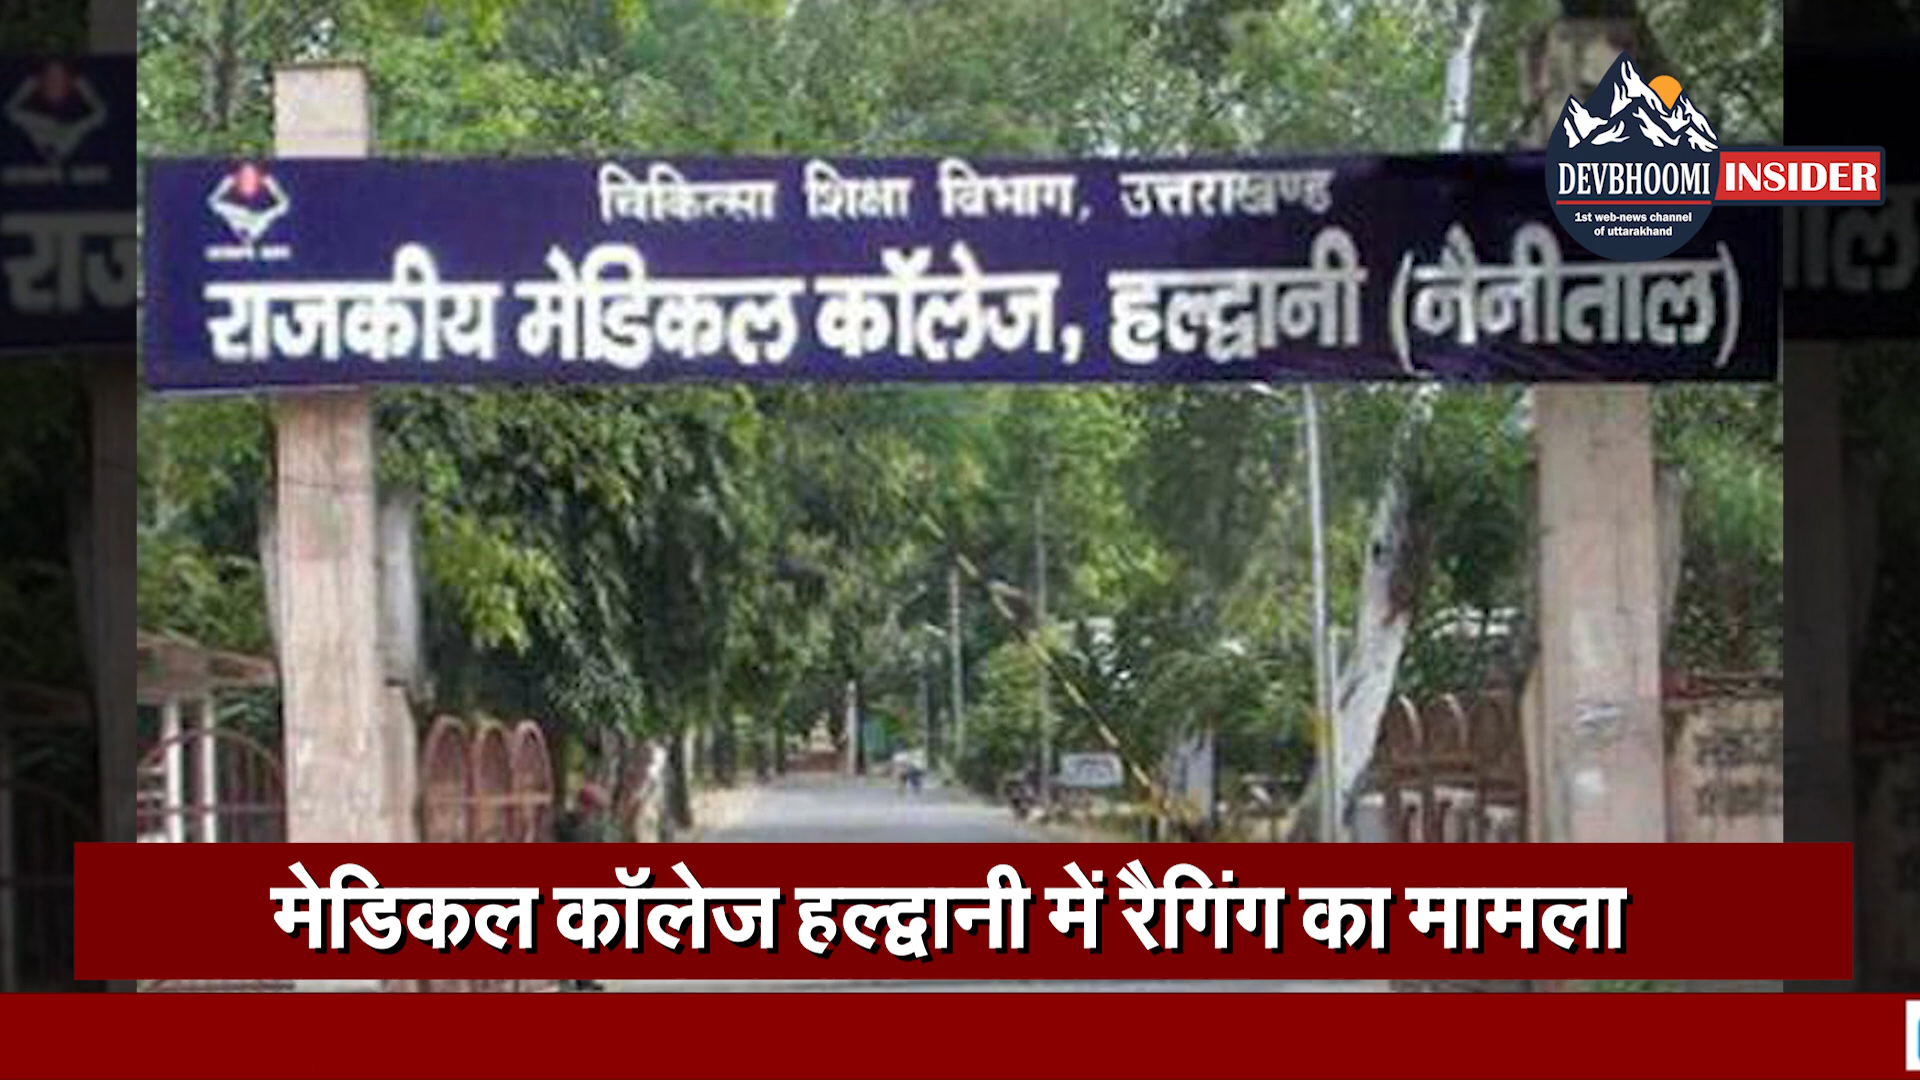 चिकित्सा शिक्षा विभाग, उत्तराखण्ड
राजकीय मेडिकल कॉलेज, हल्द्वानी (नैनीताल)
DEVBHOOMI INSIDER
1st web-news channel
of uttarakhand
मेडिकल कॉलेज हल्द्वानी में रैगिंग का मामला